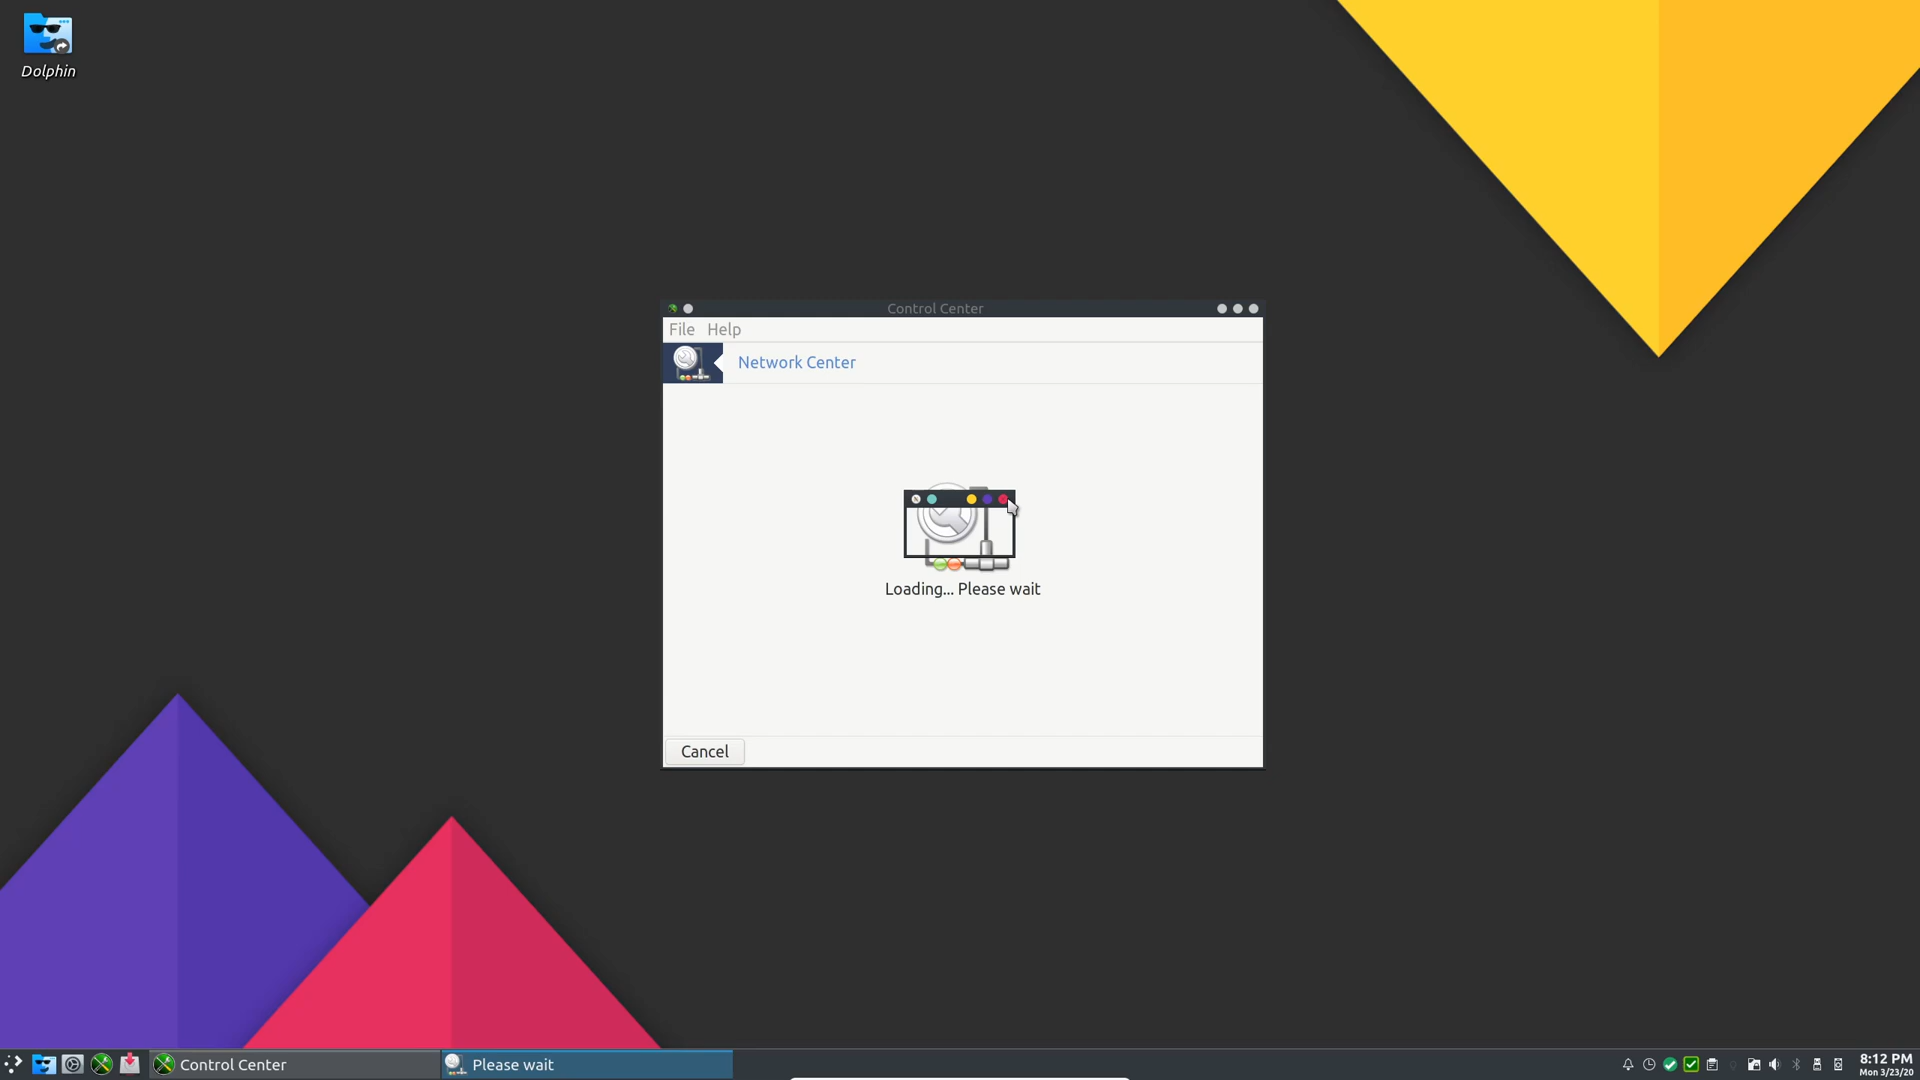 Dolphin
Control Center
File Help
Network Center
Loading... Please wait
Cancel
Control Center
Please wait
8:12 PM
Mon 3/23/20